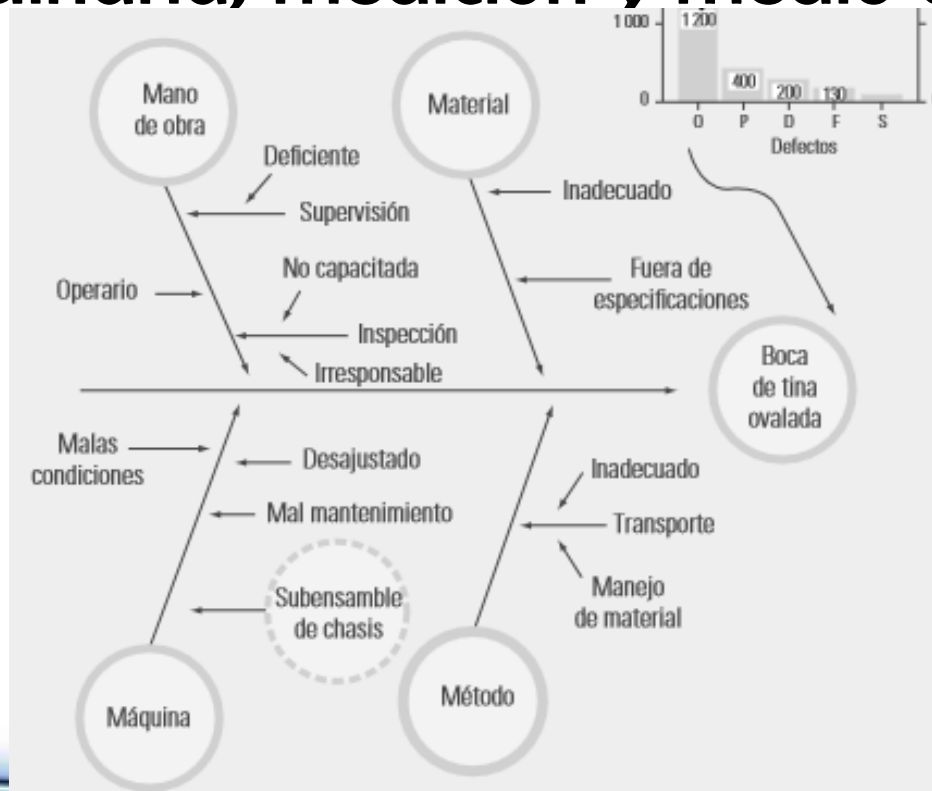 1 000
1 200
400
200
130
0
O P D F S
Defectos
Mano
de obra
Material
Deficiente
Supervisión
Inadecuado
Operario
No capacitada
Fuera de
especificaciones
Inspección
Irresponsable
Boca
de tina
ovalada
Malas
condiciones
Desajustado
Inadecuado
Mal mantenimiento
Transporte
Subensamble
de chasis
Manejo
de material
Máquina
Método